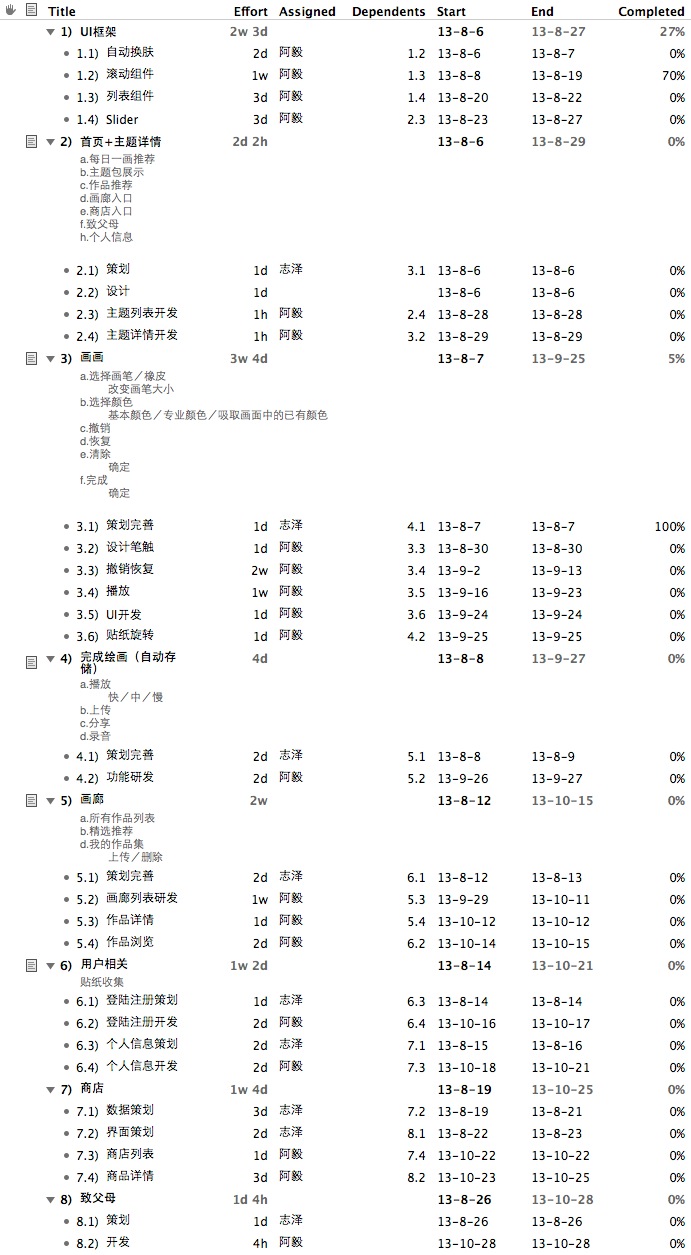 Title Effort Assigned Dependents Start End Completed
1) UI框架 2w 3d 13-8-6 13-8-27 27%
1.1) 自动换肤 2d 阿毅 1.2 13-8-6 13-8-7 0%
1.2) 滚动组件 1w 阿毅 1.3 13-8-8 13-8-19 70%
1.3) 列表组件 3d 阿毅 1.4 13-8-20 13-8-22 0%
1.4) Slider 3d 阿毅 2.3 13-8-23 13-8-27 0%
2) 首页+主题详情 2d 2h 13-8-6 13-8-29 0%
a.每日一画推荐
b.主题包展示
c.作品推荐
d.画廊入口
e.商店入口
f.致父母
h.个人信息
2.1) 策划 1d 志泽 3.1 13-8-6 13-8-6 0%
2.2) 设计 1d 13-8-6 13-8-6 0%
2.3) 主题列表开发 1h 阿毅 2.4 13-8-28 13-8-28 0%
2.4) 主题详情开发 1h 阿毅 3.2 13-8-29 13-8-29 0%
3) 画画 3w 4d 13-8-7 13-9-25 5%
a.选择画笔／橡皮
改变画笔大小
b.选择颜色
基本颜色／专业颜色／吸取画面中的已有颜色
c.撤销
d.恢复
e.清除
确定
f.完成
确定
3.1) 策划完善 1d 志泽 4.1 13-8-7 13-8-7 100%
3.2) 设计笔触 1d 阿毅 3.3 13-8-30 13-8-30 0%
3.3) 撤销恢复 2w 阿毅 3.4 13-9-2 13-9-13 0%
3.4) 播放 1w 阿毅 3.5 13-9-16 13-9-23 0%
3.5) UI开发 1d 阿毅 3.6 13-9-24 13-9-24 0%
3.6) 贴纸旋转 1d 阿毅 4.2 13-9-25 13-9-25 0%
4) 完成绘画（自动存 4d 13-8-8 13-9-27 0%
储）
a.播放
快／中／慢
b.上传
c.分享
d.录音
4.1) 策划完善 2d 志泽 5.1 13-8-8 13-8-9 0%
4.2) 功能研发 2d 阿毅 5.2 13-9-26 13-9-27 0%
5) 画廊 2w 13-8-12 13-10-15 0%
a.所有作品列表
b.精选推荐
d.我的作品集
上传／删除
5.1) 策划完善 2d 志泽 6.1 13-8-12 13-8-13 0%
5.2) 画廊列表研发 1w 阿毅 5.3 13-9-29 13-10-11 0%
5.3) 作品详情 1d 阿毅 5.4 13-10-12 13-10-12 0%
5.4) 作品浏览 2d 阿毅 6.2 13-10-14 13-10-15 0%
6) 用户相关 1w 2d 13-8-14 13-10-21 0%
贴纸收集
6.1) 登陆注册策划 1d 志泽 6.3 13-8-14 13-8-14 0%
6.2) 登陆注册开发 2d 阿毅 6.4 13-10-16 13-10-17 0%
6.3) 个人信息策划 2d 志泽 7.1 13-8-15 13-8-16 0%
6.4) 个人信息开发 2d 阿毅 7.3 13-10-18 13-10-21 0%
7) 商店 1w 4d 13-8-19 13-10-25 0%
7.1) 数据策划 3d 志泽 7.2 13-8-19 13-8-21 0%
7.2) 界面策划 2d 志泽 8.1 13-8-22 13-8-23 0%
7.3) 商店列表 1d 阿毅 7.4 13-10-22 13-10-22 0%
7.4) 商品详情 3d 阿毅 8.2 13-10-23 13-10-25 0%
8) 致父母 1d 4h 13-8-26 13-10-28 0%
8.1) 策划 1d 志泽 13-8-26 13-8-26 0%
8.2) 开发 4h 阿毅 13-10-28 13-10-28 0%